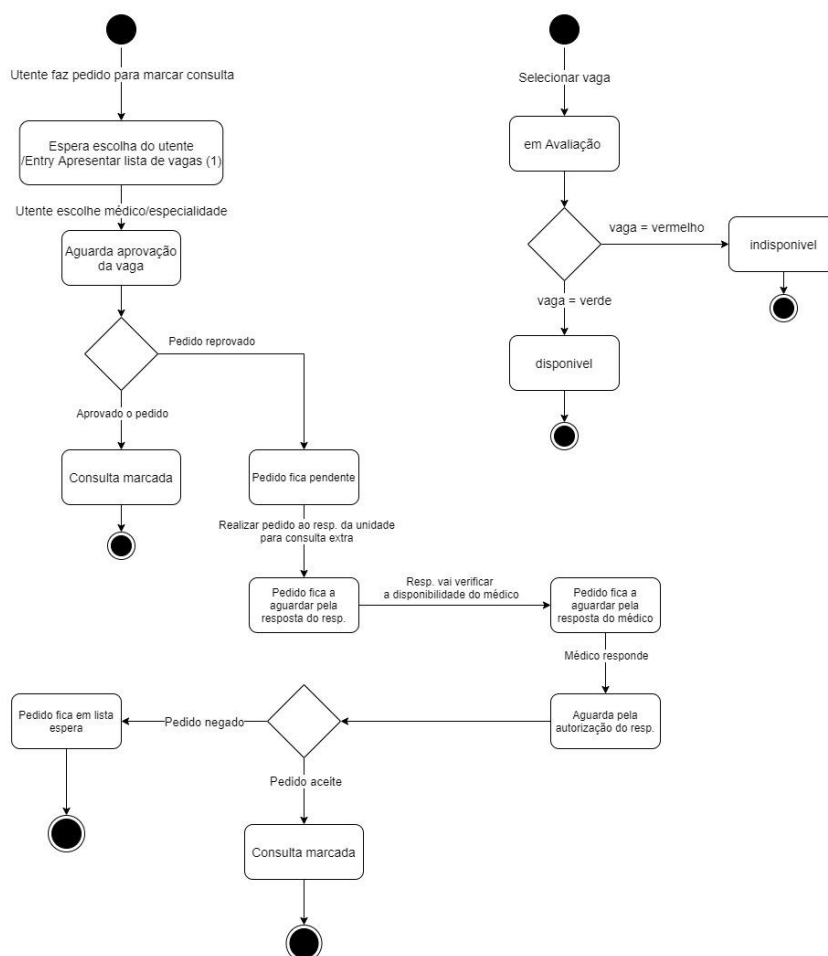 Utente faz pedido para marcar consulta
Espera escolha do utente
/Entry Apresentar lista de vagas (1)
Utente escolhe médico/especialidade
Aguarda aprovação
da vaga
Pedido reprovado
Aprovado o pedido
Consulta marcada
Pedido fica pendente
Realizar pedido ao resp. da unidade
para consulta extra
Pedido fica a
aguardar pela
resposta do resp.
Resp. vai verificar
a disponibilidade do médico
Pedido fica a
aguardar pela
resposta do médico
Médico responde
Aguarda pela
autorização do resp.
Pedido negado
Pedido fica em lista
espera
Pedido aceite
Consulta marcada
Selecionar vaga
em Avaliação
vaga = vermelho
indisponivel
vaga = verde
disponivel